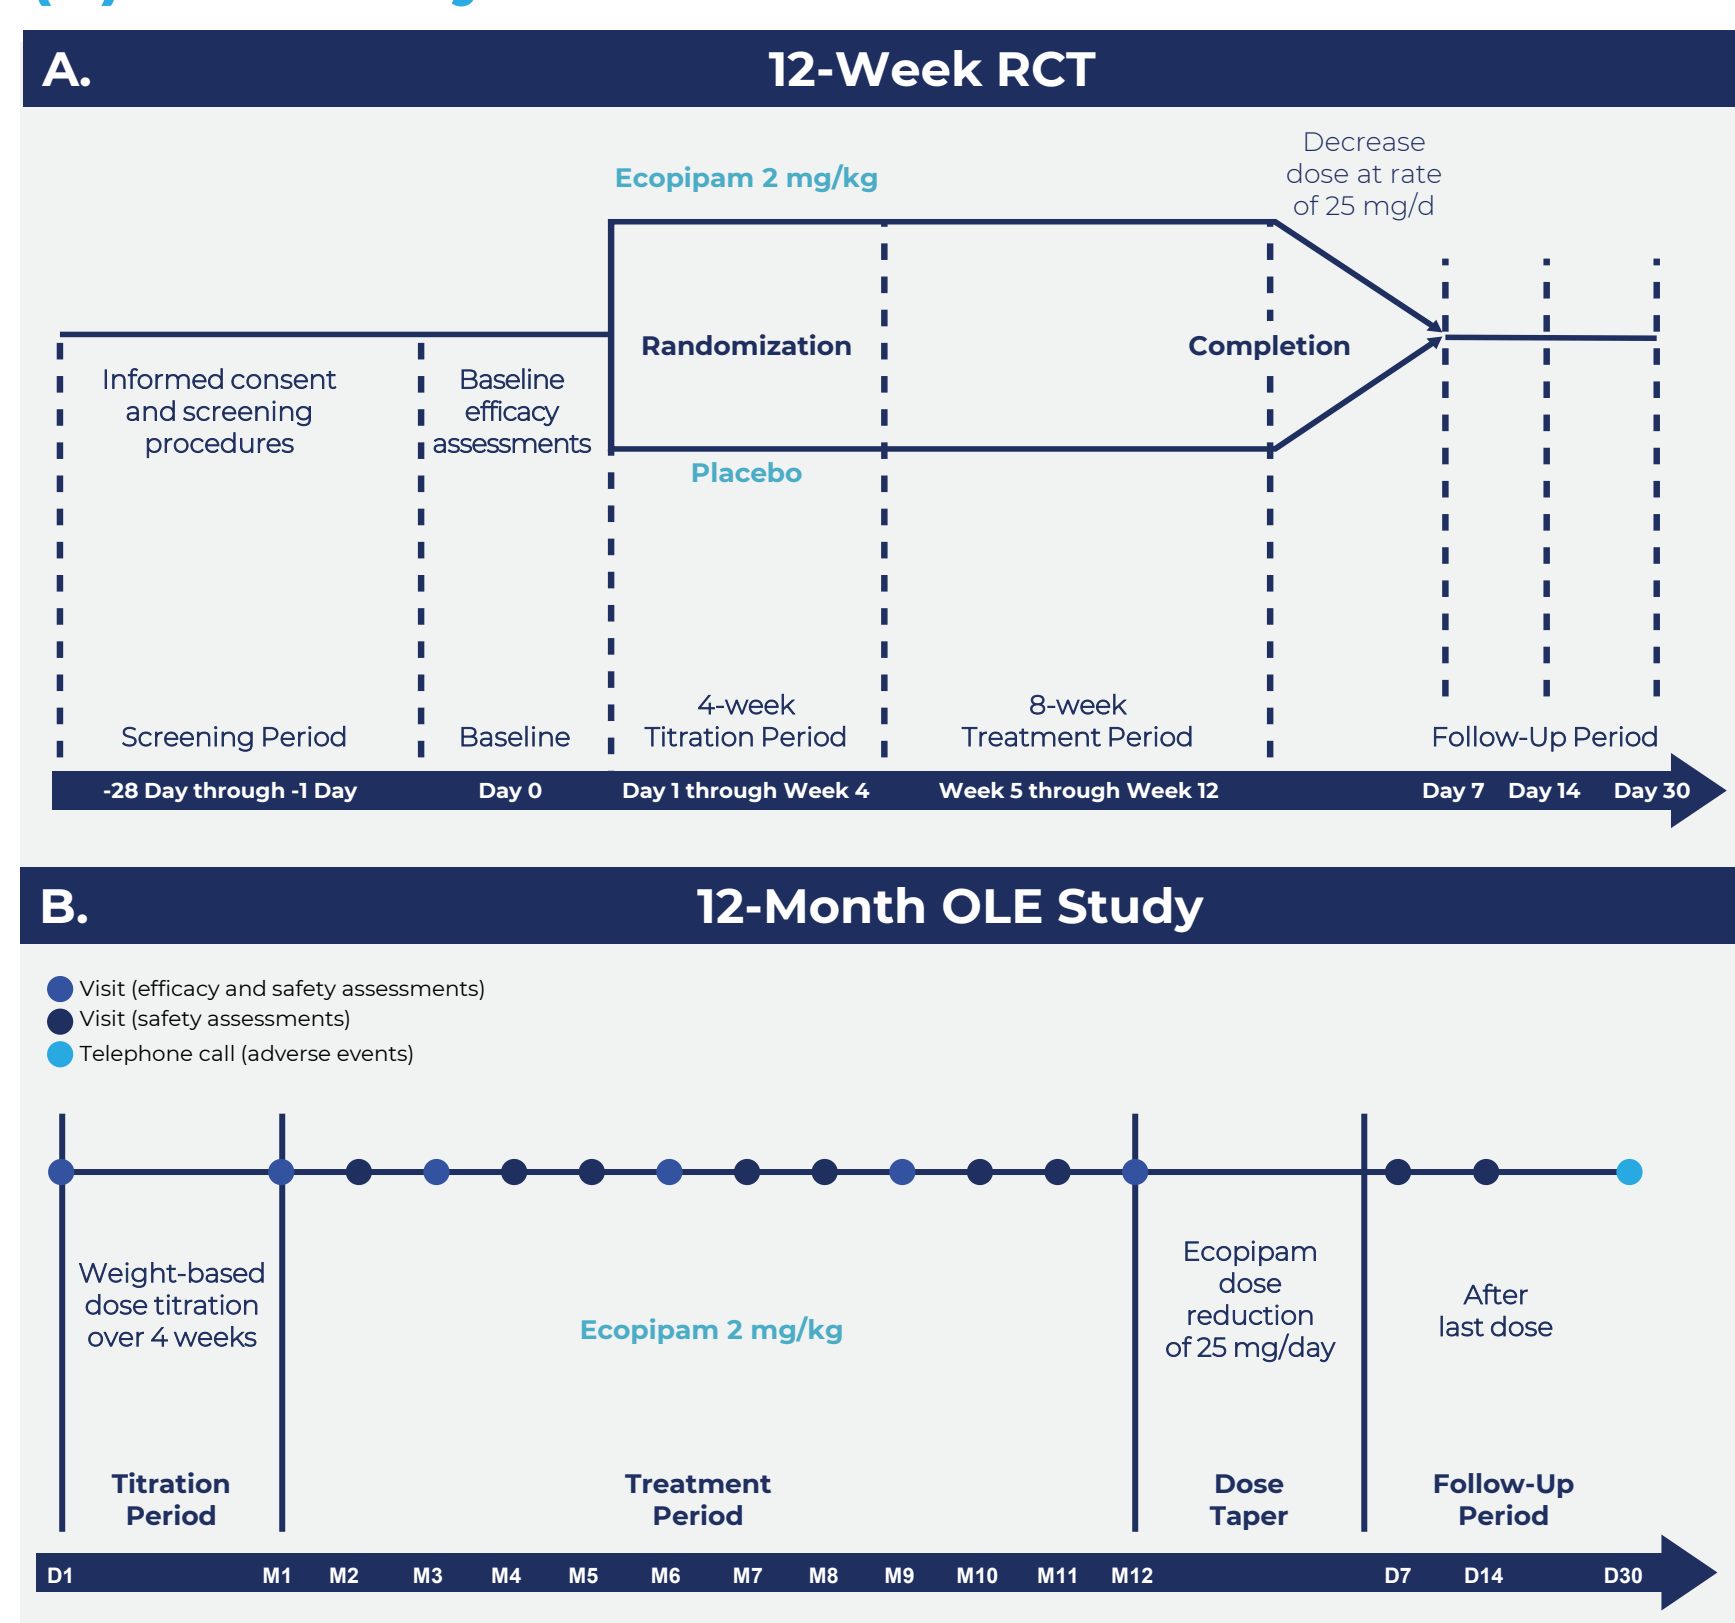 A.
12-Week RCT
Ecopipam 2 mg/kg
Decrease
dose at rate
of 25 mg/d
Randomization
Completion
Informed consent
and screening
procedures
Baseline
efficacy
assessments
Placebo
Screening Period
Baseline
4-week
Titration Period
8-week
Treatment Period
Follow-Up Period
-28 Day through -1 Day
Day 0
Day 1 through Week 4
Week 5 through Week 12
Day 7
Day 14
Day 30
B.
12-Month OLE Study
Visit (efficacy and safety assessments)
Visit (safety assessments)
Telephone call (adverse events)
Weight-based
dose titration
over 4 weeks
Ecopipam 2 mg/kg
Ecopipam
dose
reduction
of 25 mg/day
After
last dose
Titration
Period
Treatment
Period
Dose
Taper
Follow-Up
Period
D1
M1
M2
M3
M4
M5
M6
M7
M8
M9
M10
M11
M12
D7
D14
D30